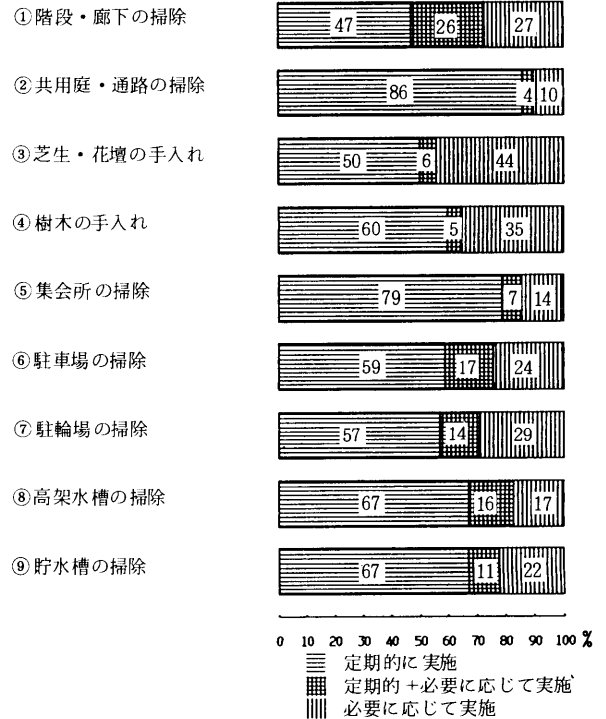 ①階段・廊下の掃除 47 26 27
②共用庭・通路の掃除 86 4 10
③芝生・花壇の手入れ 50 6 44
④樹木の手入れ 60 5 35
⑤集会所の掃除 79 7 14
⑥駐車場の掃除 59 17 24
⑦駐輪場の掃除 57 14 29
⑧高架水槽の掃除 67 16 17
⑨貯水槽の掃除 67 11 22
0 10 20 30 40 50 60 70 80 90 100 %
定期的に実施
定期的+必要に応じて実施
必要に応じて実施